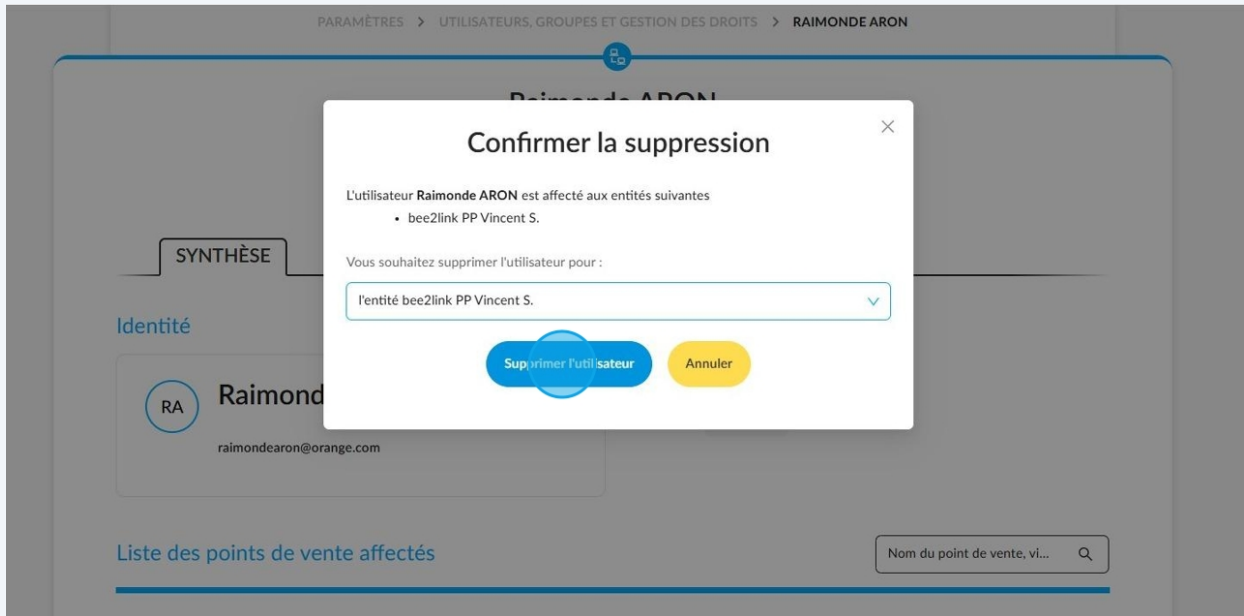 PARAMÈTRES > UTILISATEURS, GROUPES ET GESTION DES DROITS > RAIMONDE ARON
Raimonde ARON
Confirmer la suppression
L'utilisateur Raimonde ARON est affecté aux entités suivantes
• bee2link PP Vincent S.
SYNTHÈSE
Vous souhaitez supprimer l'utilisateur pour :
l'entité bee2link PP Vincent S.
Identité
Supprimer l'utilisateur
Annuler
RA
Raimond
raimondearon@orange.com
Liste des points de vente affectés
Nom du point de vente, vi...